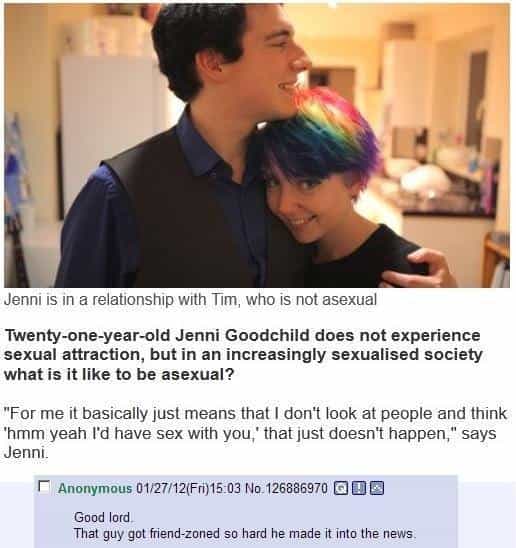 Jenni is in a relationship with Tim, who is not asexual
Twenty-one-year-old Jenni Goodchild does not experience
sexual attraction, but in an increasingly sexualised society
what is it like to be asexual?
"For me it basically just means that I don't look at people and think
'hmm yeah I'd have sex with you,' that just doesn't happen," says
Jenni.
Anonymous 01/27/12(Fri)15:03 No.126886970
Good lord.
That guy got friend-zoned so hard he made it into the news.